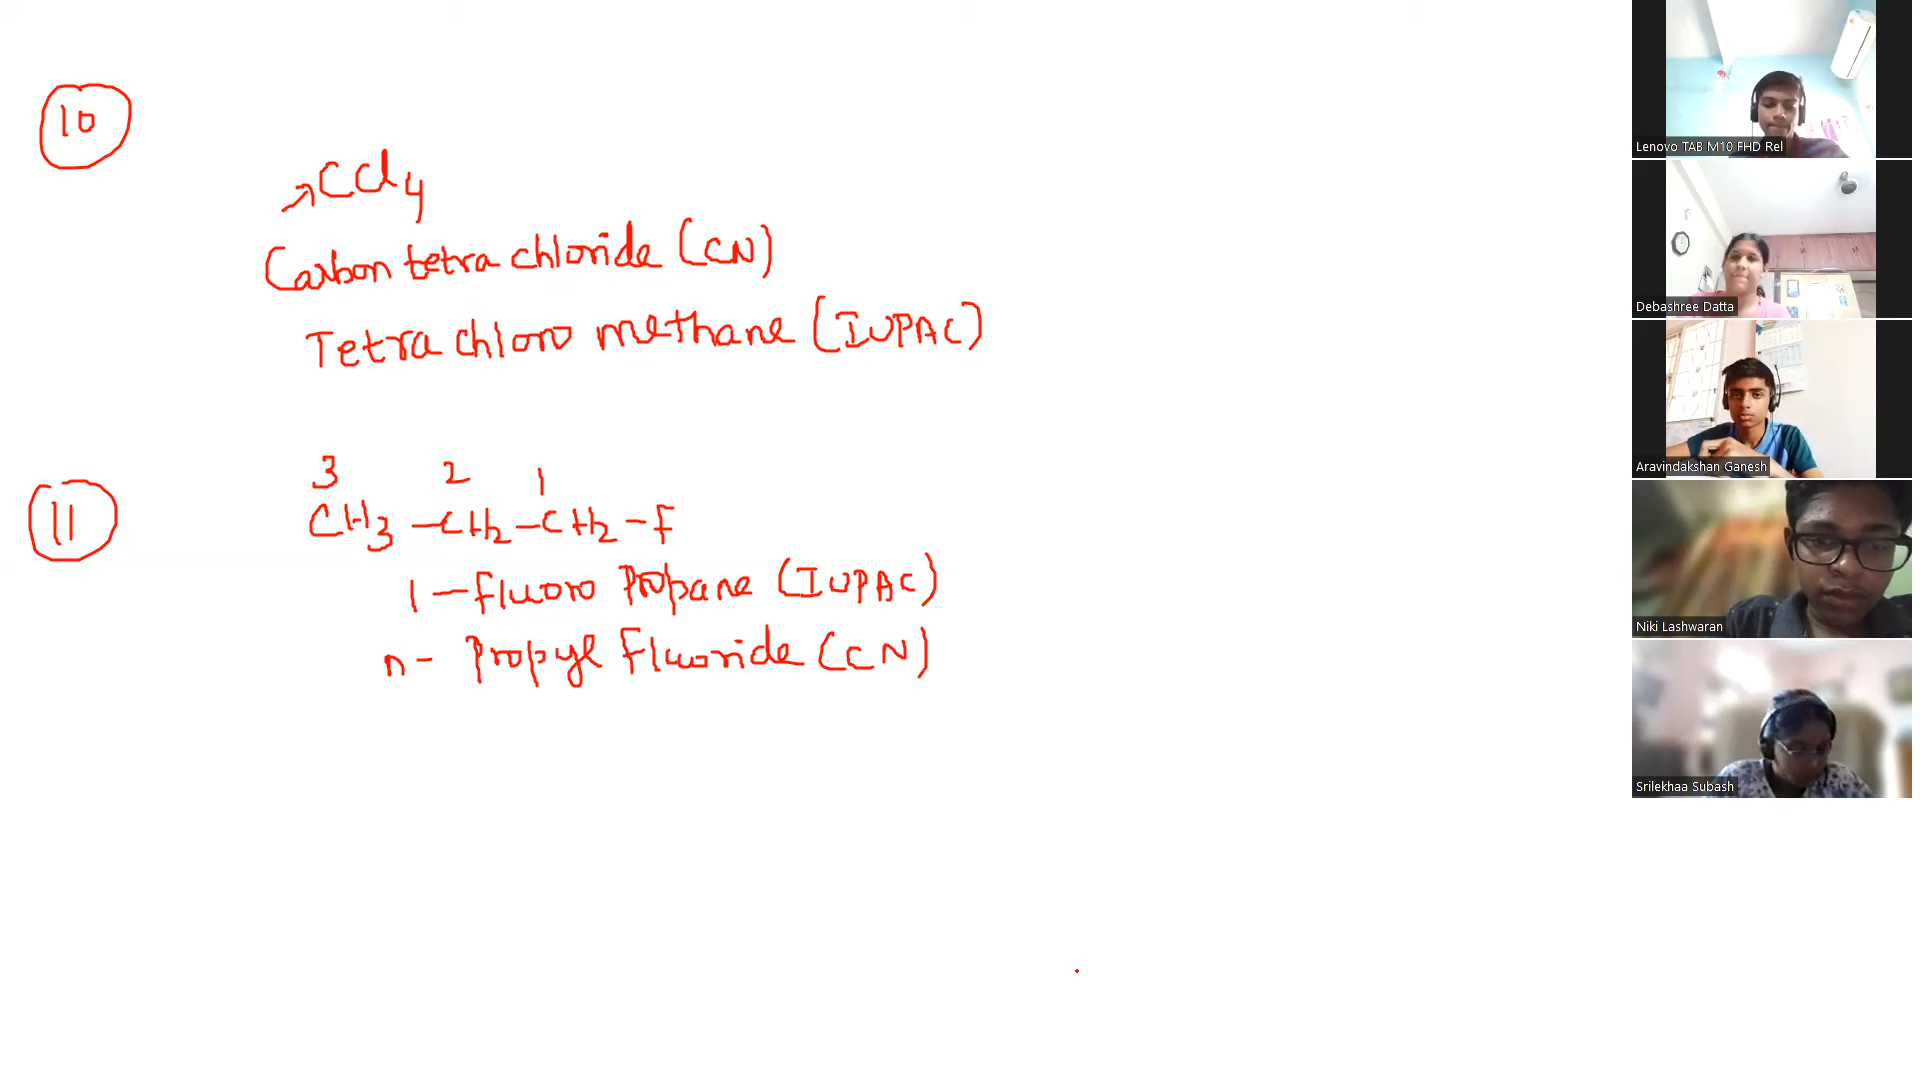 10
→ CCl4
Carbon tetra chloride (CN)
Tetra chloro methane (IUPAC)
11
3 2 1
CH3 - CH2 - CH2 - F
1 - Fluoro Propane (IUPAC)
n - Propyl Fluoride (CN)
Lenovo TAB M10 FHD Rel
Debashree Datta
Aravindakshan Ganesh
Niki Lashwaran
Srilekhaa Subash